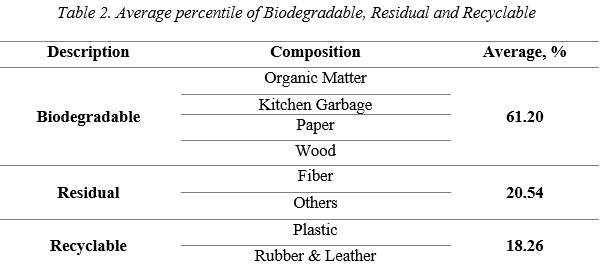 Table 2. Average percentile of Biodegradable, Residual and Recyclable
Description Composition Average, %
Biodegradable
Organic Matter
Kitchen Garbage
Paper
Wood
61.20
Residual
Fiber
Others
20.54
Recyclable
Plastic
Rubber & Leather
18.26